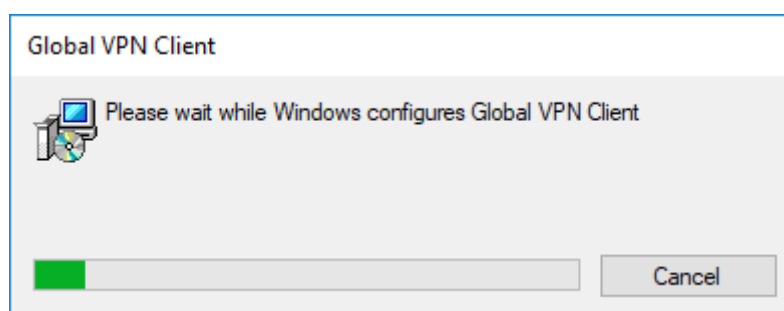 Global VPN Client
Please wait while Windows configures Global VPN Client
Cancel